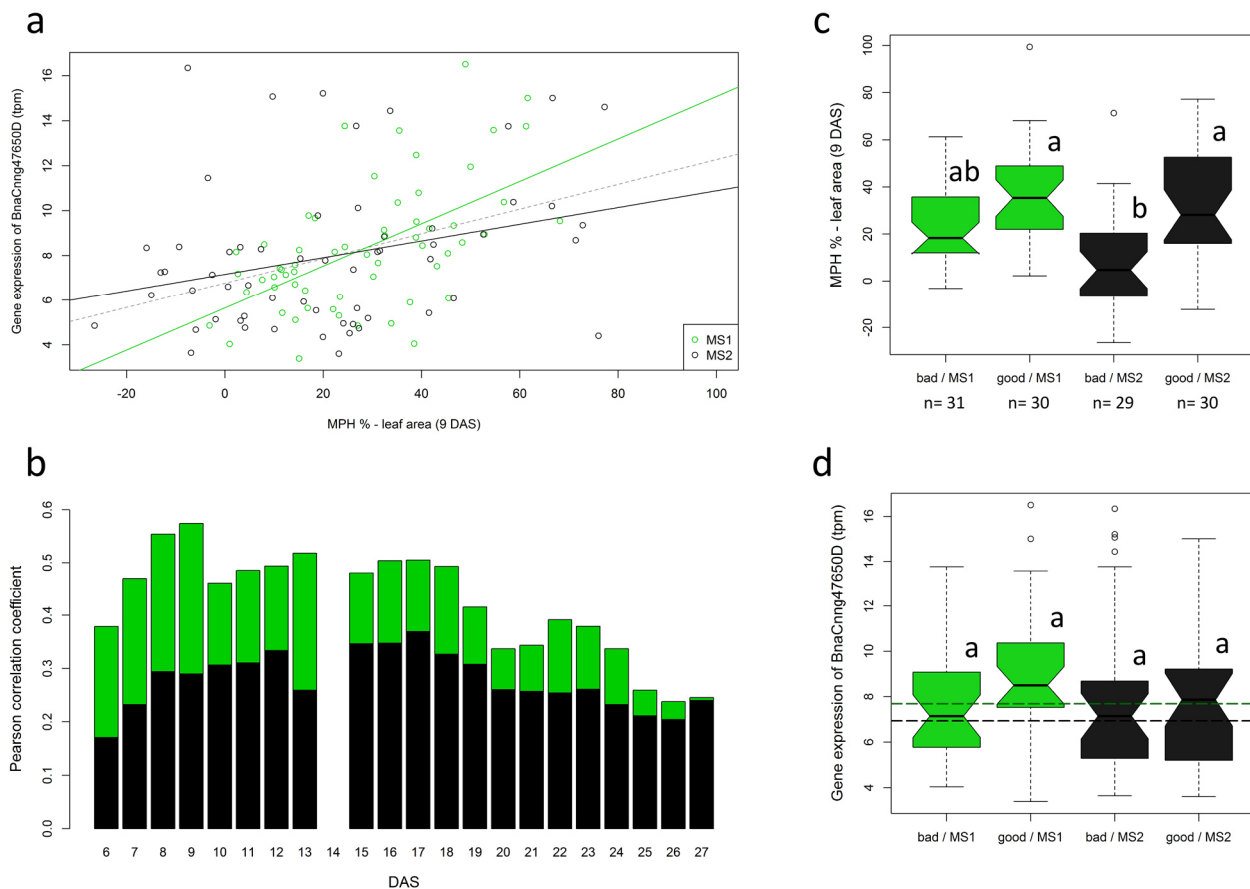 a
Gene expression of BnaCnng47650D (tpm)
16
14
12
10
8
6
4
MS1
MS2
-20 0 20 40 60 80 100
MPH % - leaf area (9 DAS)
b
Pearson correlation coefficient
0.6
0.5
0.4
0.3
0.2
0.1
0.0
6 7 8 9 10 11 12 13 14 15 16 17 18 19 20 21 22 23 24 25 26 27
DAS
c
MPH % - leaf area (9 DAS)
100
80
60
40
20
0
-20
ab
a
b
a
bad / MS1 good / MS1 bad / MS2 good / MS2
n= 31 n= 30 n= 29 n= 30
d
Gene expression of BnaCnng47650D (tpm)
16
14
12
10
8
6
4
a
a
a
a
bad / MS1 good / MS1 bad / MS2 good / MS2